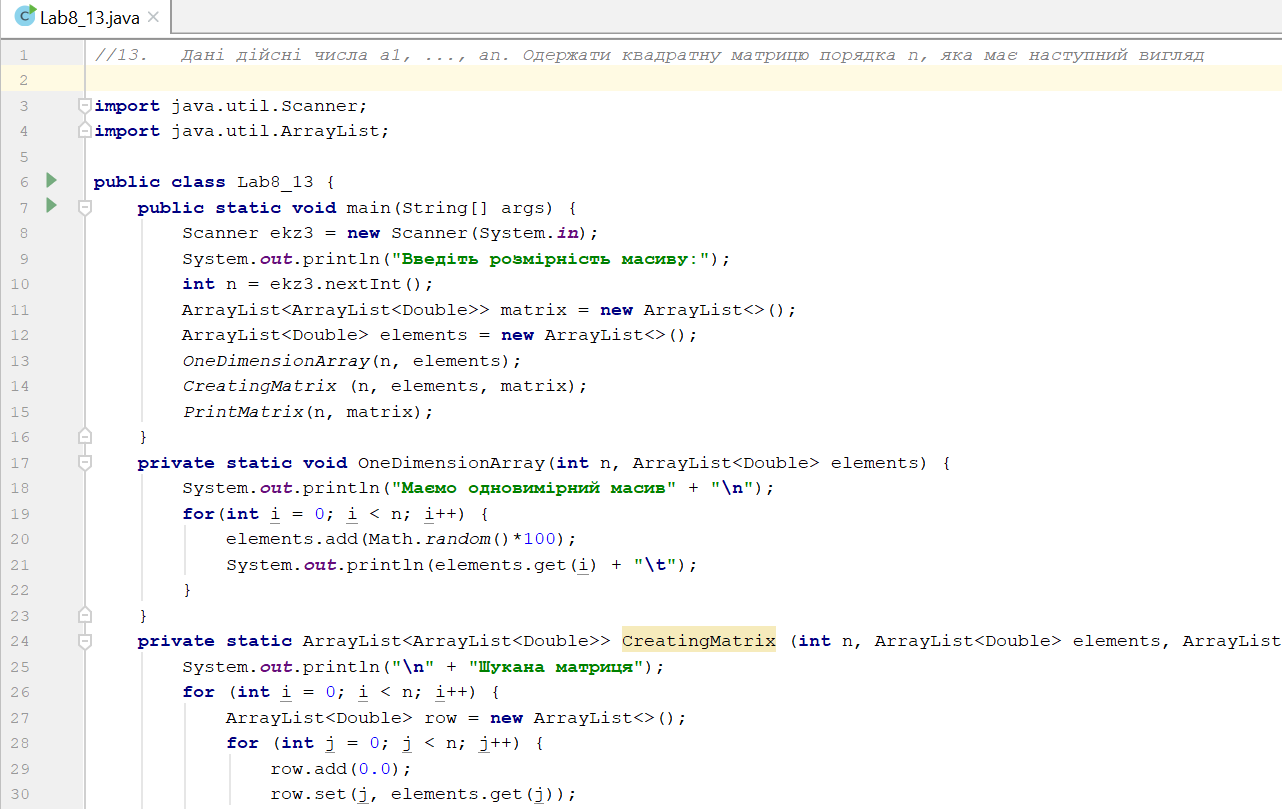 Lab8_13.java
1 //13. Дані дійсні числа a1, ..., an. Одержати квадратну матрицю порядка n, яка має наступний вигляд
2
3 import java.util.Scanner;
4 import java.util.ArrayList;
5
6 public class Lab8_13 {
7 public static void main(String[] args) {
8 Scanner ekz3 = new Scanner(System.in);
9 System.out.println("Введіть розмірність масиву:");
10 int n = ekz3.nextInt();
11 ArrayList<ArrayList<Double>> matrix = new ArrayList<>();
12 ArrayList<Double> elements = new ArrayList<>();
13 OneDimensionArray(n, elements);
14 CreatingMatrix (n, elements, matrix);
15 PrintMatrix(n, matrix);
16 }
17 private static void OneDimensionArray(int n, ArrayList<Double> elements) {
18 System.out.println("Маємо одновимірний масив" + "\n");
19 for(int i = 0; i < n; i++) {
20 elements.add(Math.random()*100);
21 System.out.println(elements.get(i) + "\t");
22 }
23 }
24 private static ArrayList<ArrayList<Double>> CreatingMatrix (int n, ArrayList<Double> elements, ArrayList
25 System.out.println("\n" + "Шукана матриця");
26 for (int i = 0; i < n; i++) {
27 ArrayList<Double> row = new ArrayList<>();
28 for (int j = 0; j < n; j++) {
29 row.add(0.0);
30 row.set(j, elements.get(j));